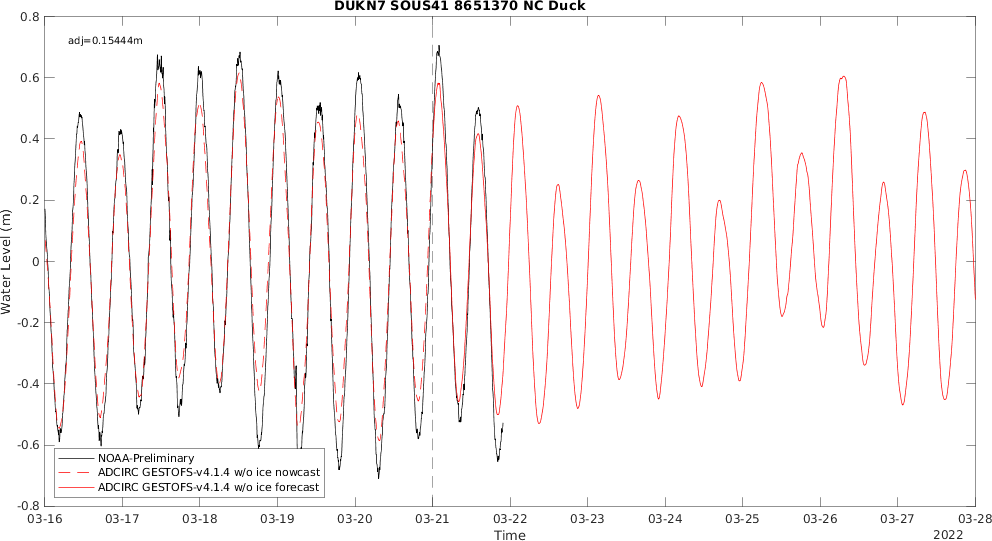 DUKN7 SOUS41 8651370 NC Duck
adj=0.15444m
0.8
0.6
0.4
0.2
0
-0.2
-0.4
-0.6
-0.8
Water Level (m)
NOAA-Preliminary
ADCIRC GESTOFS-v4.1.4 w/o ice nowcast
ADCIRC GESTOFS-v4.1.4 w/o ice forecast
03-16 03-17 03-18 03-19 03-20 03-21 03-22 03-23 03-24 03-25 03-26 03-27 03-28
Time
2022